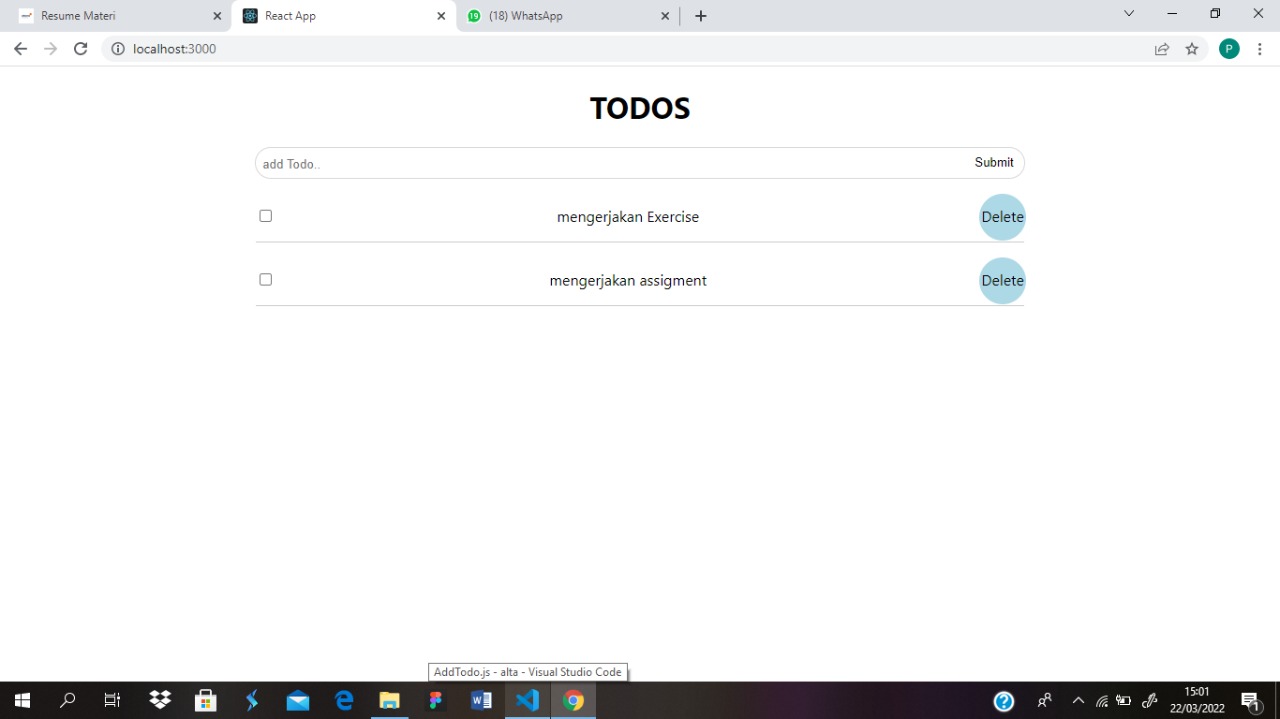 Resume Materi
React App
19 (18) WhatsApp
localhost:3000
P
TODOS
add Todo.. Submit
mengerjakan Exercise Delete
mengerjakan assigment Delete
AddTodo.js - alta - Visual Studio Code
15:01
22/03/2022
1